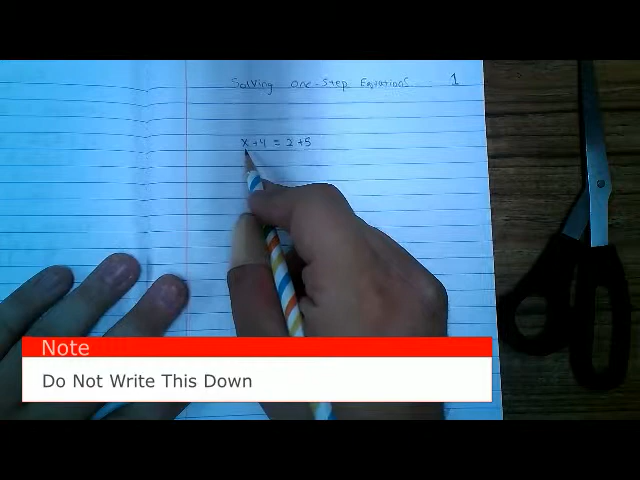 Solving One-Step Equations 1
x + 4 = 2 + 5
Note
Do Not Write This Down